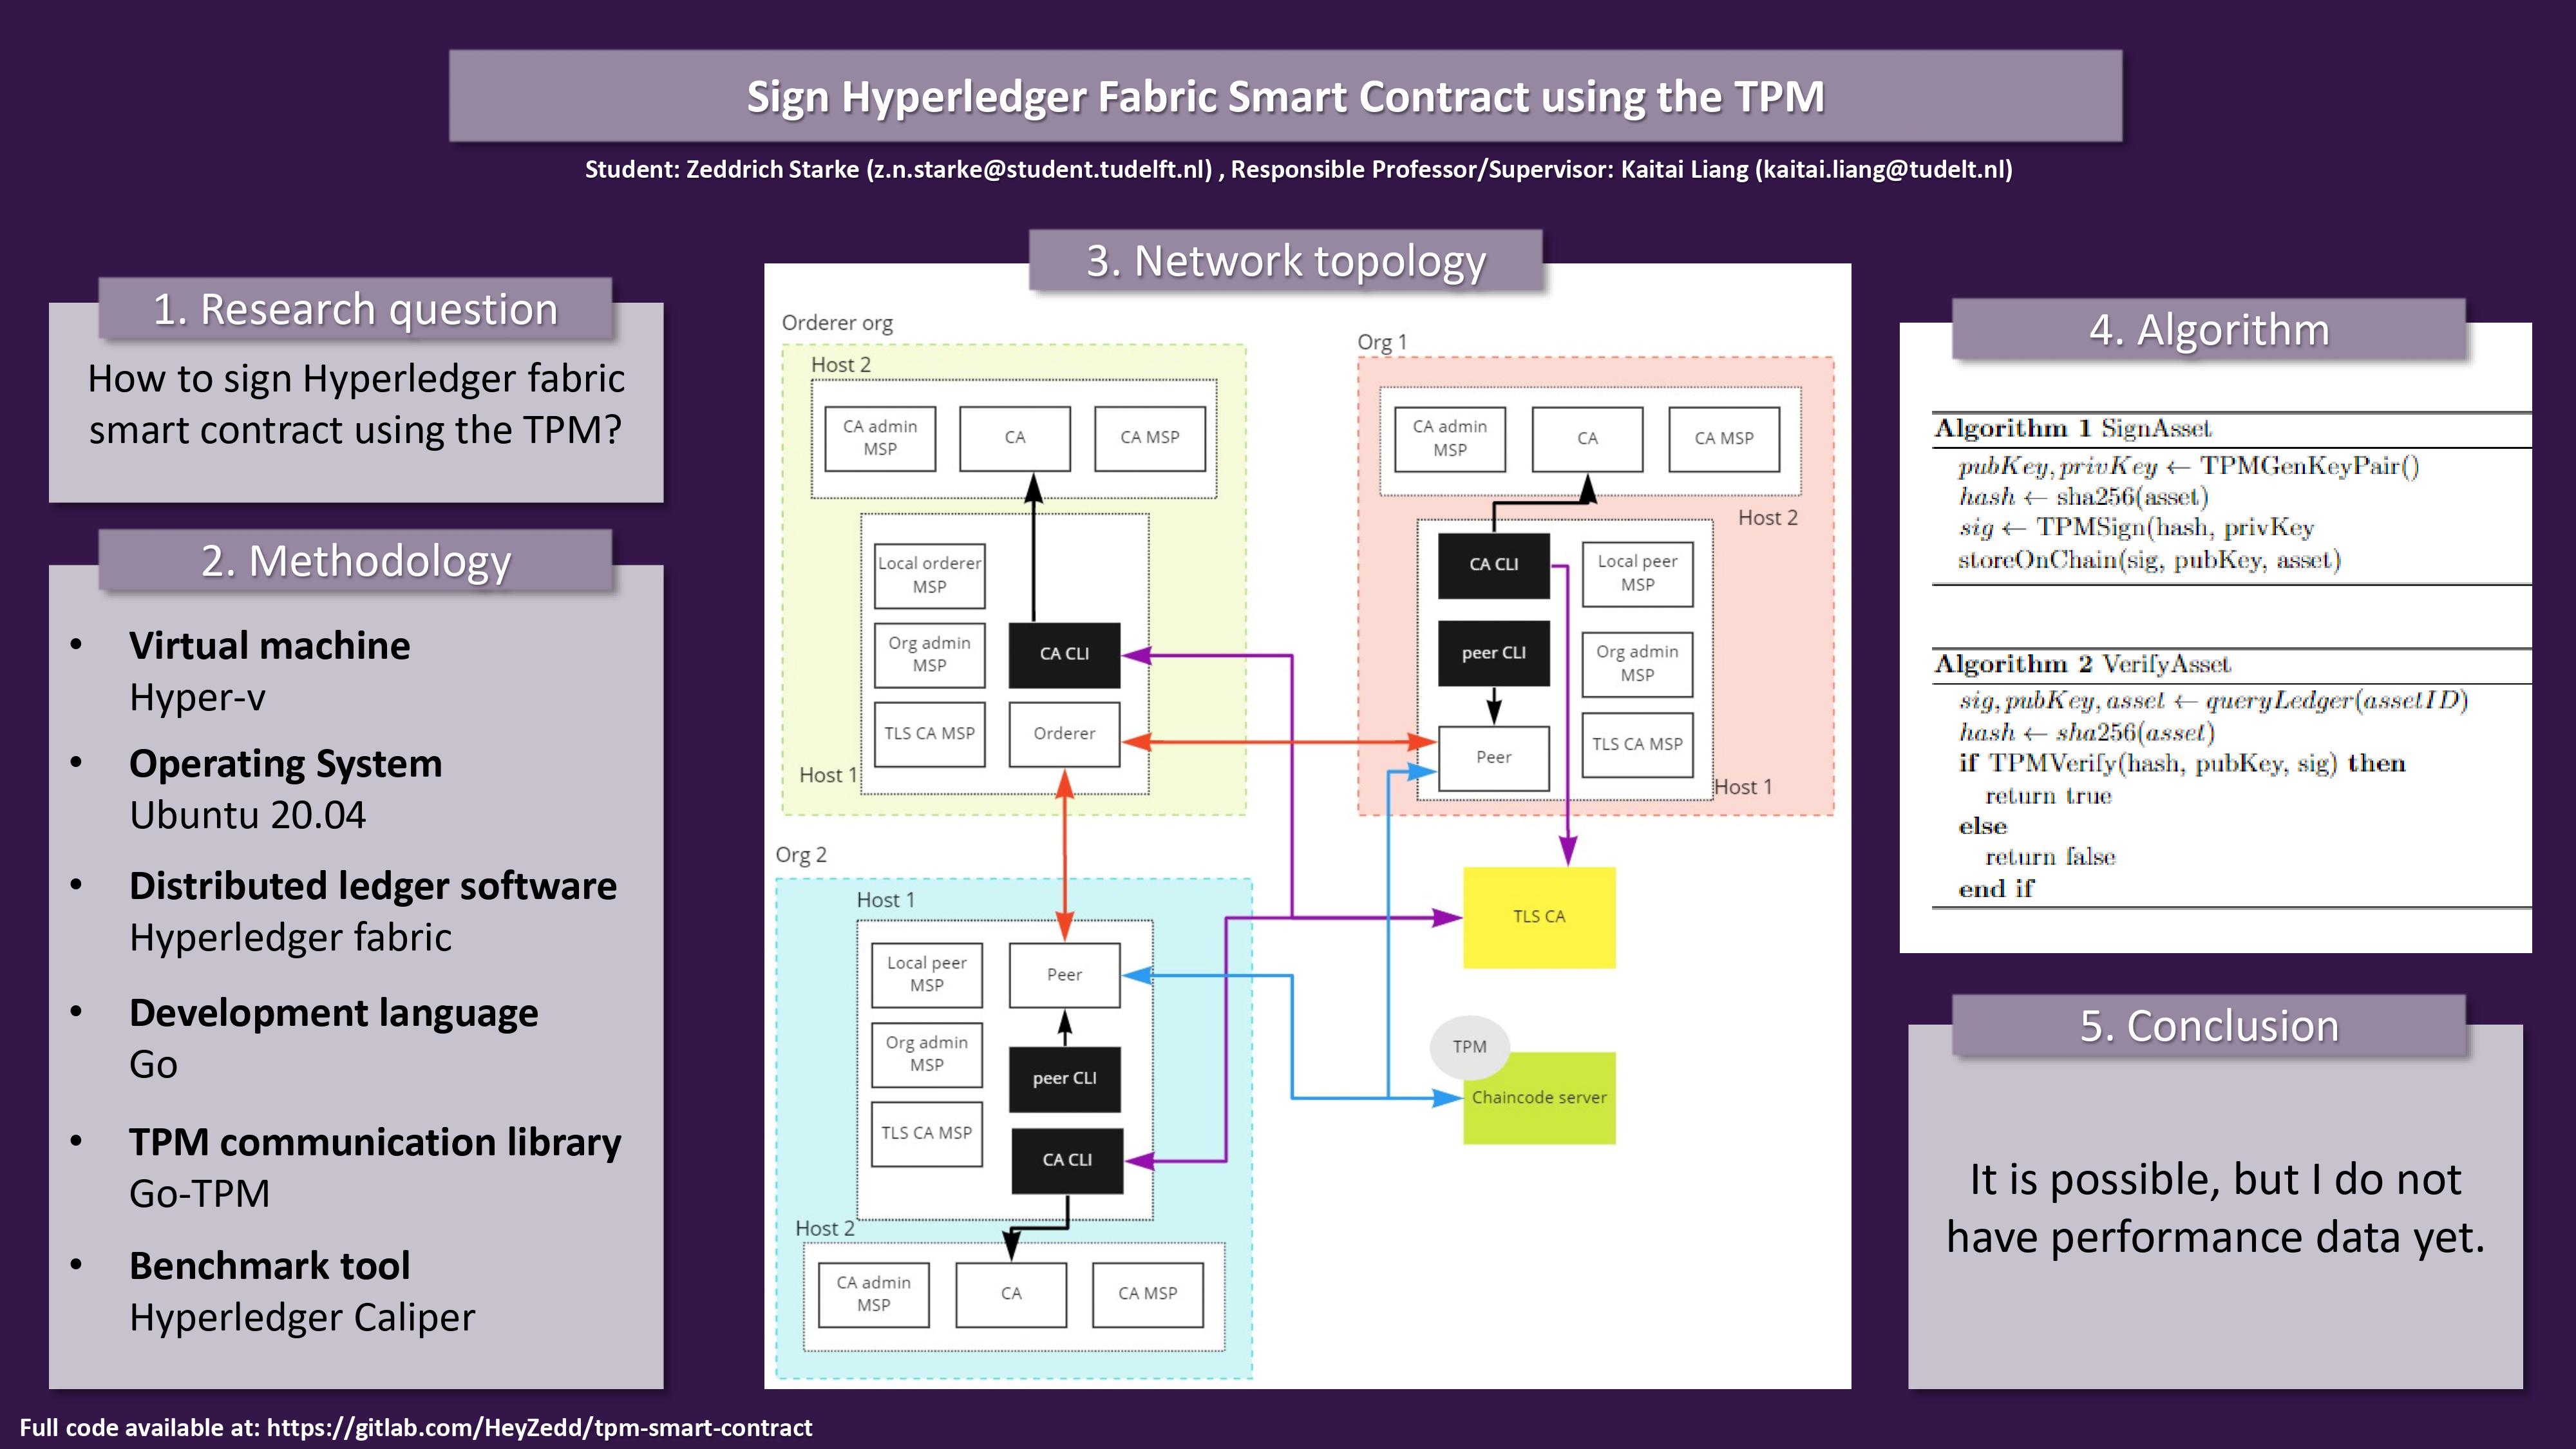 Sign Hyperledger Fabric Smart Contract using the TPM
Student: Zeddrich Starke (z.n.starke@student.tudelft.nl) , Responsible Professor/Supervisor: Kaitai Liang (kaitai.liang@tudelt.nl)
1. Research question
How to sign Hyperledger fabric
smart contract using the TPM?
2. Methodology
• Virtual machine
Hyper-v
• Operating System
Ubuntu 20.04
• Distributed ledger software
Hyperledger fabric
• Development language
Go
• TPM communication library
Go-TPM
• Benchmark tool
Hyperledger Caliper
3. Network topology
Orderer org
Host 2
CA admin
MSP
CA
CA MSP
Local orderer
MSP
Org admin
MSP
CA CLI
TLS CA MSP
Orderer
Host 1
Org 1
CA admin
MSP
CA
CA MSP
Host 2
CA CLI
Local peer
MSP
peer CLI
Org admin
MSP
Peer
TLS CA MSP
Host 1
Org 2
Host 1
Local peer
MSP
Peer
Org admin
MSP
peer CLI
TLS CA MSP
CA CLI
Host 2
CA admin
MSP
CA
CA MSP
TLS CA
TPM
Chaincode server
4. Algorithm
Algorithm 1 SignAsset
pubKey, privKey ← TPMGenKeyPair()
hash ← sha256(asset)
sig ← TPMSign(hash, privKey
storeOnChain(sig, pubKey, asset)
Algorithm 2 VerifyAsset
sig, pubKey, asset ← queryLedger(assetID)
hash ← sha256(asset)
if TPMVerify(hash, pubKey, sig) then
return true
else
return false
end if
5. Conclusion
It is possible, but I do not
have performance data yet.
Full code available at: https://gitlab.com/HeyZedd/tpm-smart-contract